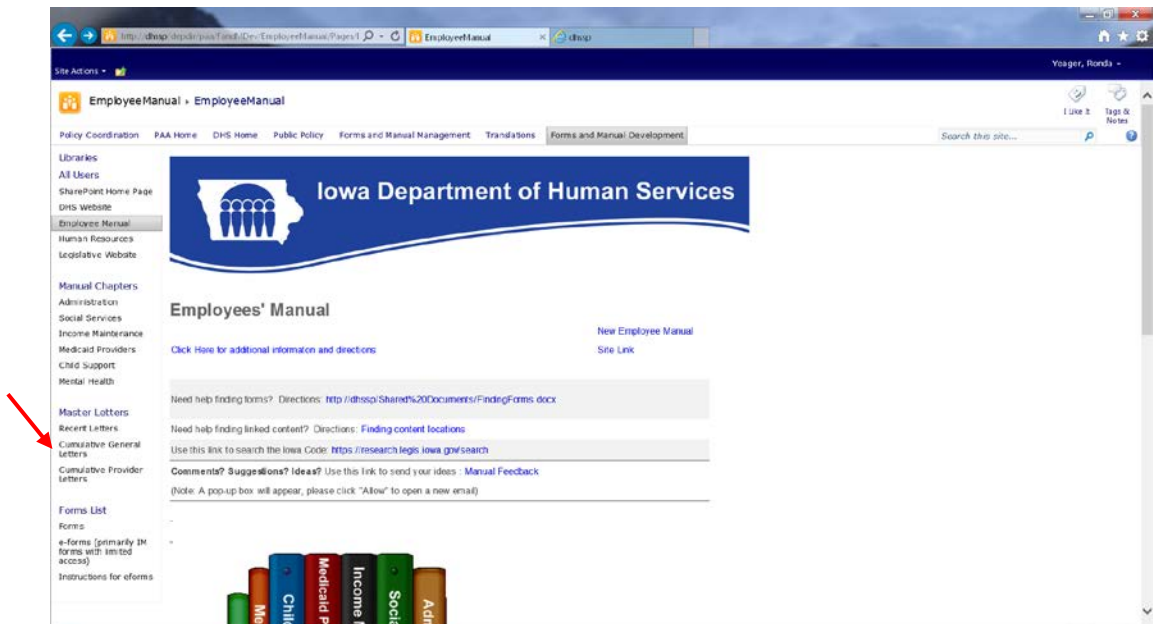 EmployeeManual
dhssp
Site Actions
Yeager, Ronda
EmployeeManual › EmployeeManual
I Like It
Tags & Notes
Policy Coordination PAA Home DHS Home Public Policy Forms and Manual Management Translations Forms and Manual Development
Search this site...
Libraries
All Users
SharePoint Home Page
DHS Website
Employee Manual
Human Resources
Legislative Website
Manual Chapters
Administration
Social Services
Income Maintenance
Medicaid Providers
Child Support
Mental Health
Master Letters
Recent Letters
Cumulative General
Letters
Cumulative Provider
Letters
Forms List
Forms
e-forms (primarily IM
forms with limited
access)
Instructions for eforms
Iowa Department of Human Services
Employees' Manual
New Employee Manual
Click Here for additional information and directions
Site Link
Need help finding forms? Directions: http://dhssp/Shared%20Documents/FindingForms.docx
Need help finding linked content? Directions: Finding content locations
Use this link to search the Iowa Code: https://research.legis.iowa.gov/search
Comments? Suggestions? Ideas? Use this link to send your ideas : Manual Feedback
(Note: A pop-up box will appear, please click "Allow" to open a new email)
Me
Chil
Medicaid P
Income M
Socia
Adm